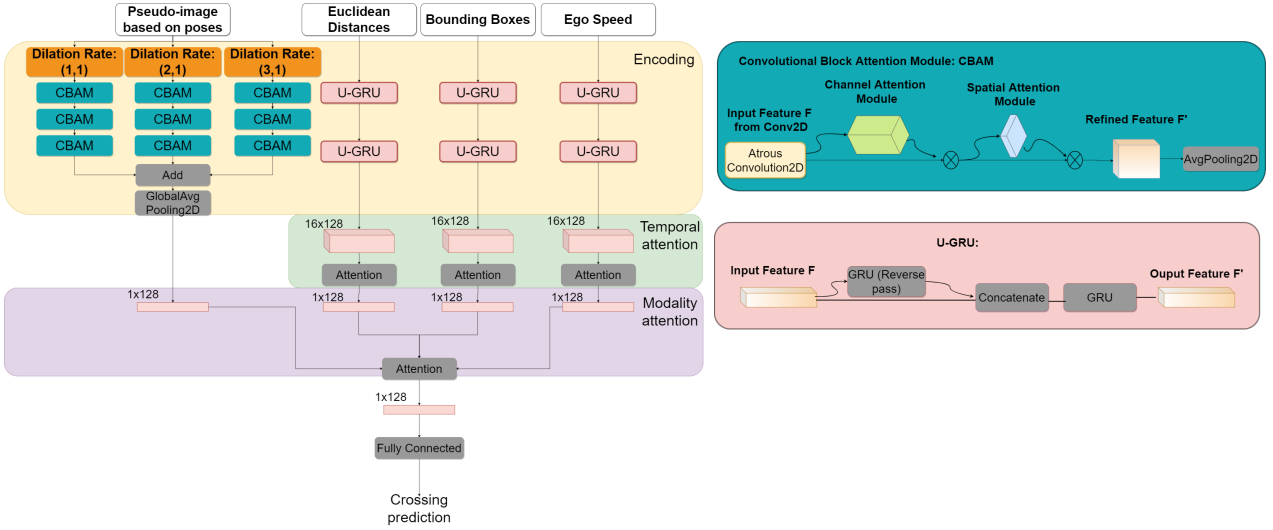 Pseudo-image
based on poses
Euclidean
Distances
Bounding Boxes
Ego Speed
Encoding
Dilation Rate:
(1,1)
Dilation Rate:
(2,1)
Dilation Rate:
(3,1)
CBAM
CBAM
CBAM
U-GRU
U-GRU
U-GRU
CBAM
CBAM
CBAM
CBAM
CBAM
CBAM
U-GRU
U-GRU
U-GRU
Add
GlobalAvg
Pooling2D
16x128
16x128
16x128
Temporal
attention
Attention
Attention
Attention
1x128
1x128
1x128
1x128
Modality
attention
Attention
1x128
Fully Connected
Crossing
prediction
Convolutional Block Attention Module: CBAM
Channel Attention
Module
Spatial Attention
Module
Input Feature F
from Conv2D
Refined Feature F'
Atrous
Convolution2D
AvgPooling2D
U-GRU:
Input Feature F
GRU (Reverse
pass)
Ouput Feature F'
Concatenate
GRU